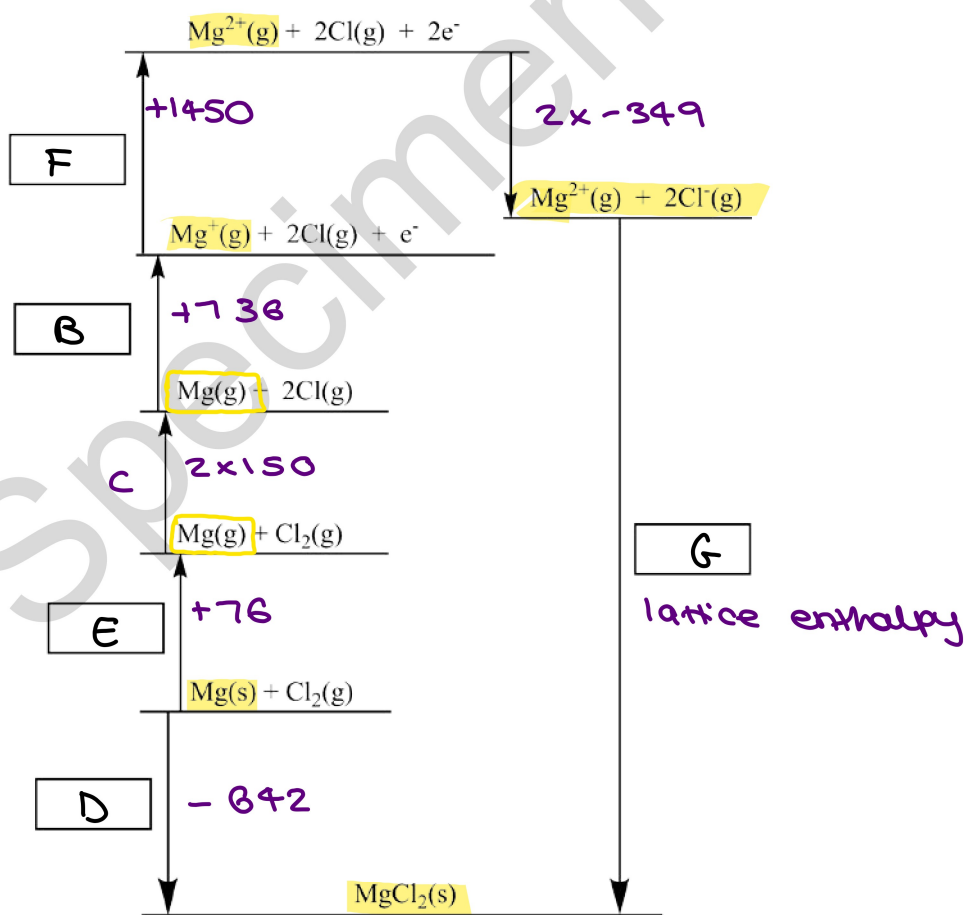 Mg²⁺(g) + 2Cl(g) + 2e⁻
+1450
2x-349
F
Mg²⁺(g) + 2Cl⁻(g)
Mg⁺(g) + 2Cl(g) + e⁻
+736
B
Mg(g) + 2Cl(g)
2x150
C
Mg(g) + Cl₂(g)
G
+76
lattice enthalpy
E
Mg(s) + Cl₂(g)
D
- 642
MgCl₂(s)
Specimen